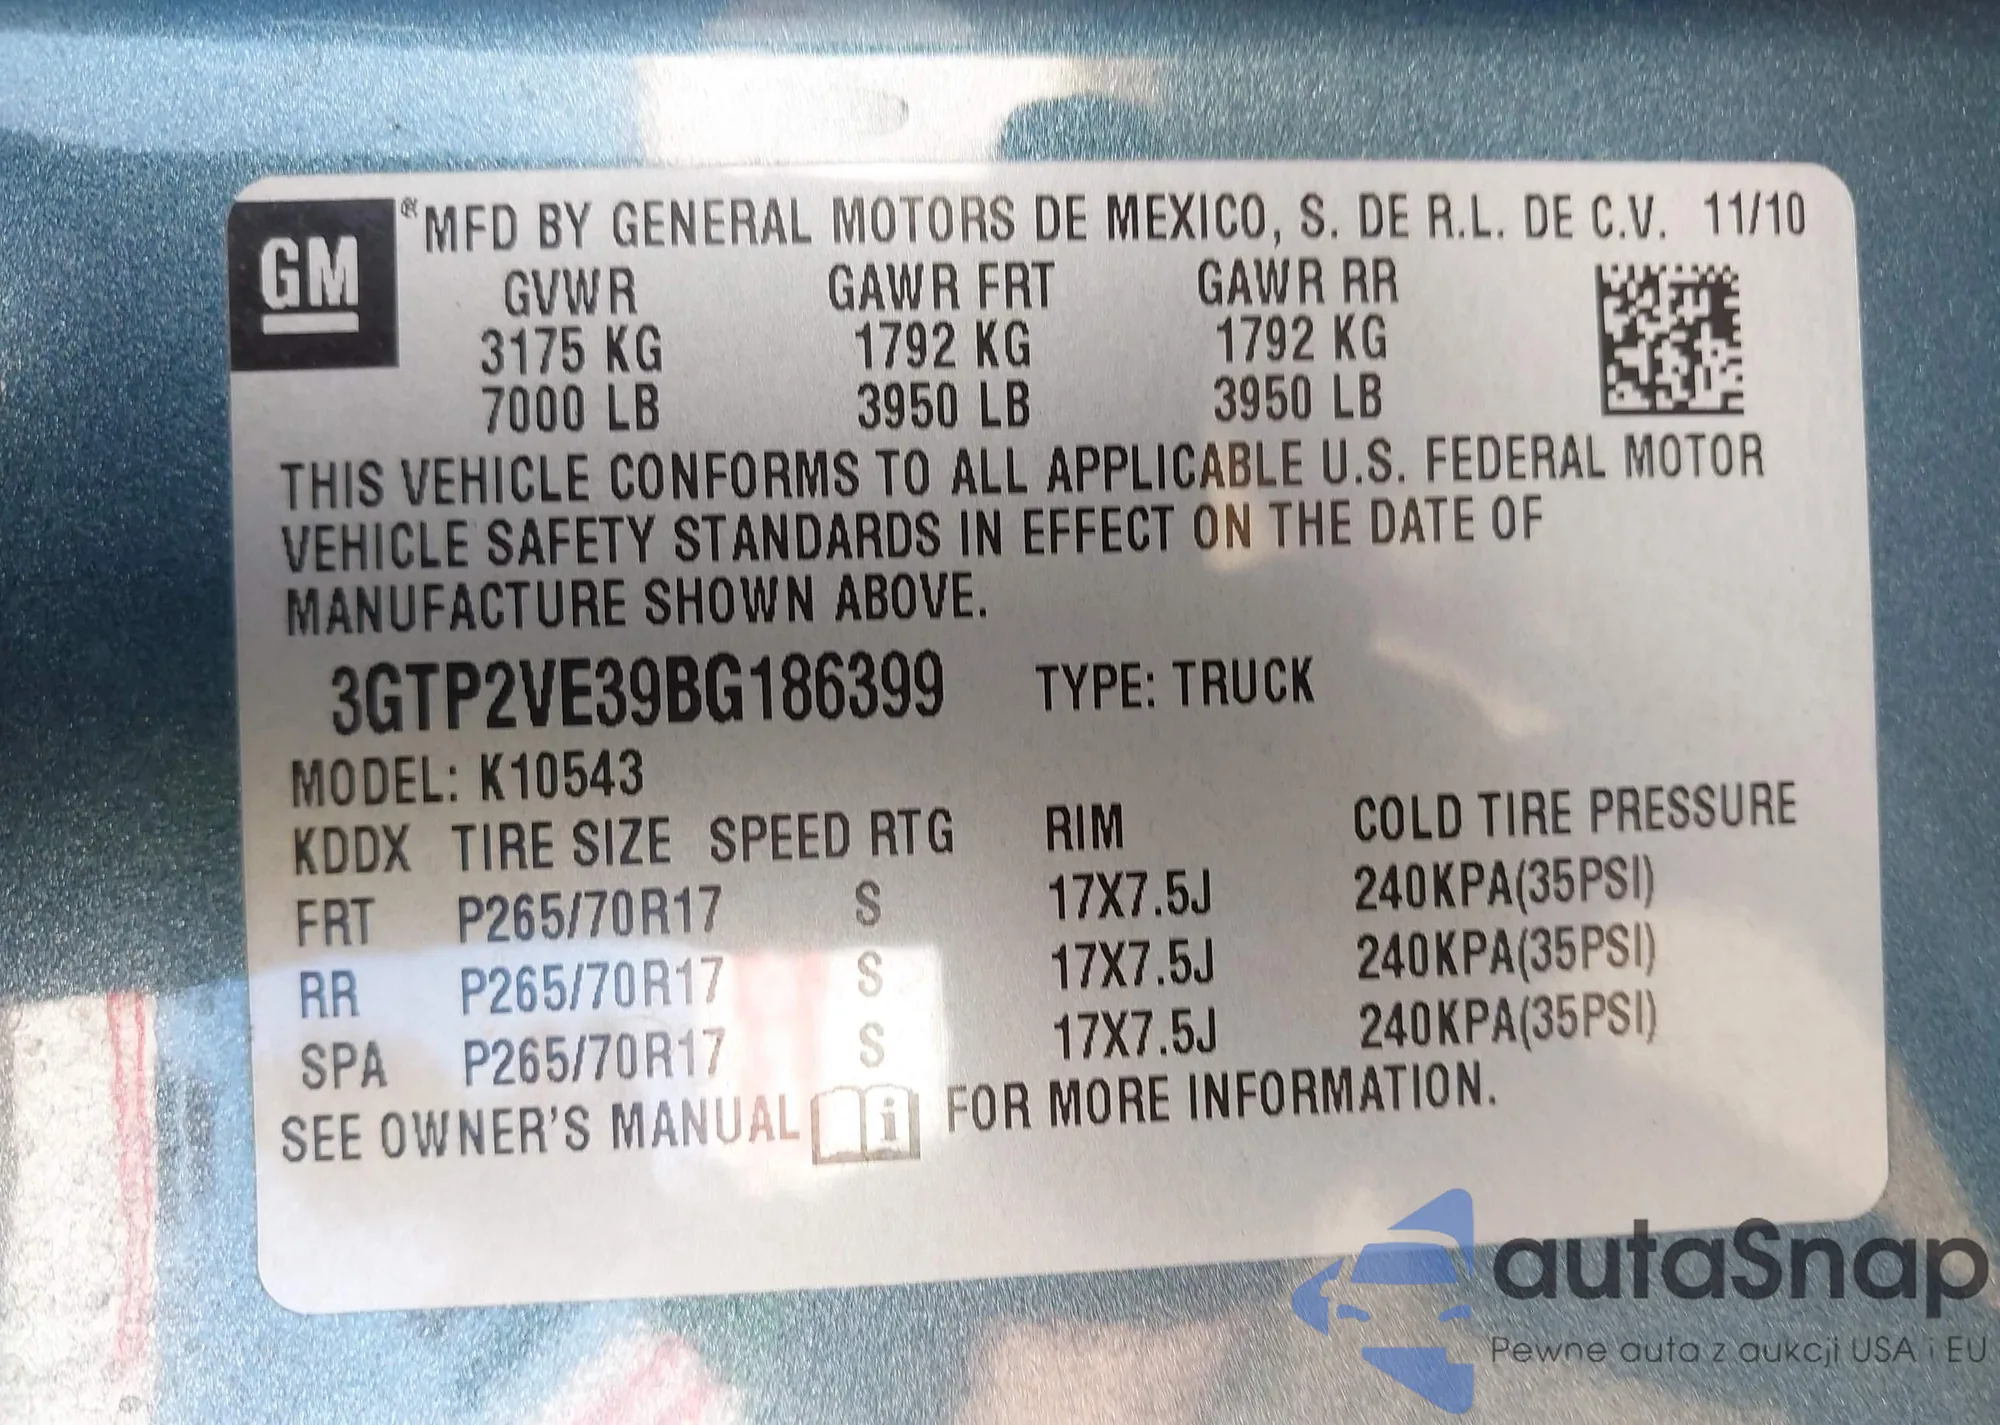 GM ® MFD BY GENERAL MOTORS DE MEXICO, S. DE R.L. DE C.V. 11/10
GVWR GAWR FRT GAWR RR
3175 KG 1792 KG 1792 KG
7000 LB 3950 LB 3950 LB
THIS VEHICLE CONFORMS TO ALL APPLICABLE U.S. FEDERAL MOTOR
VEHICLE SAFETY STANDARDS IN EFFECT ON THE DATE OF
MANUFACTURE SHOWN ABOVE.
3GTP2VE39BG186399 TYPE: TRUCK
MODEL: K10543
KDDX TIRE SIZE SPEED RTG RIM COLD TIRE PRESSURE
FRT P265/70R17 S 17X7.5J 240KPA(35PSI)
RR P265/70R17 S 17X7.5J 240KPA(35PSI)
SPA P265/70R17 S 17X7.5J 240KPA(35PSI)
SEE OWNER'S MANUAL i FOR MORE INFORMATION.
autaSnap
Pewne auta z aukcji USA i EU